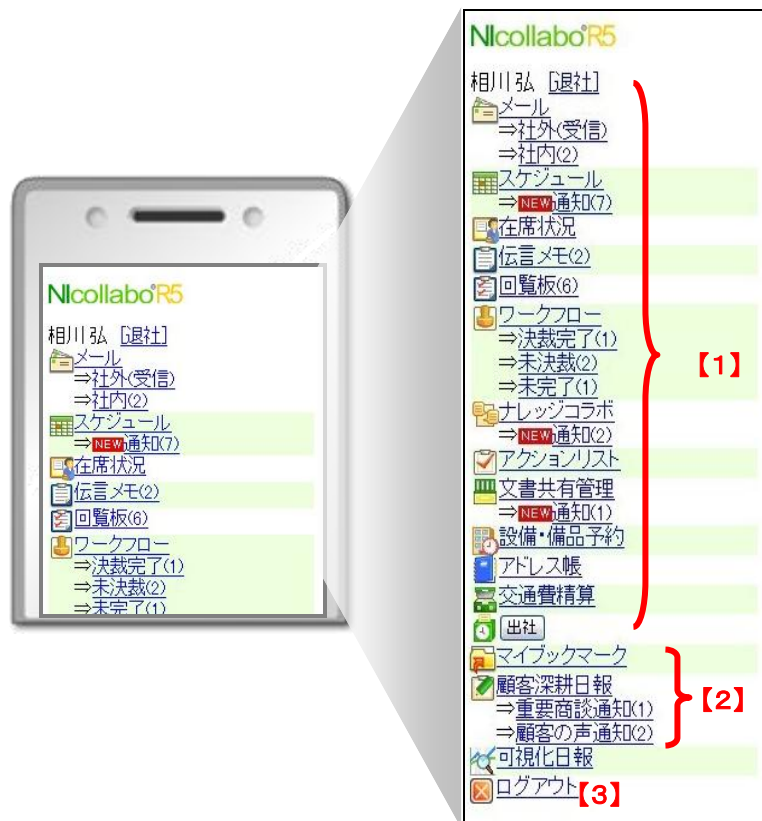 NIcollabo R5
相川 弘 [退社]
メール
⇒社外(受信)
⇒社内(2)
スケジュール
⇒NEW通知(7)
在席状況
伝言メモ(2)
回覧板(6)
ワークフロー
⇒決裁完了(1)
⇒未決裁(2)
⇒未完了(1)
NIcollabo R5
相川 弘 [退社]
メール
⇒社外(受信)
⇒社内(2)
スケジュール
⇒NEW通知(7)
在席状況
伝言メモ(2)
回覧板(6)
ワークフロー
⇒決裁完了(1)
⇒未決裁(2)
⇒未完了(1)
【1】
ナレッジコラボ
⇒NEW通知(2)
アクションリスト
文書共有管理
⇒NEW通知(1)
設備・備品予約
アドレス帳
交通費精算
出社
マイブックマーク
顧客深耕日報
⇒重要商談通知(1)
【2】
⇒顧客の声通知(2)
可視化日報
ログアウト【3】